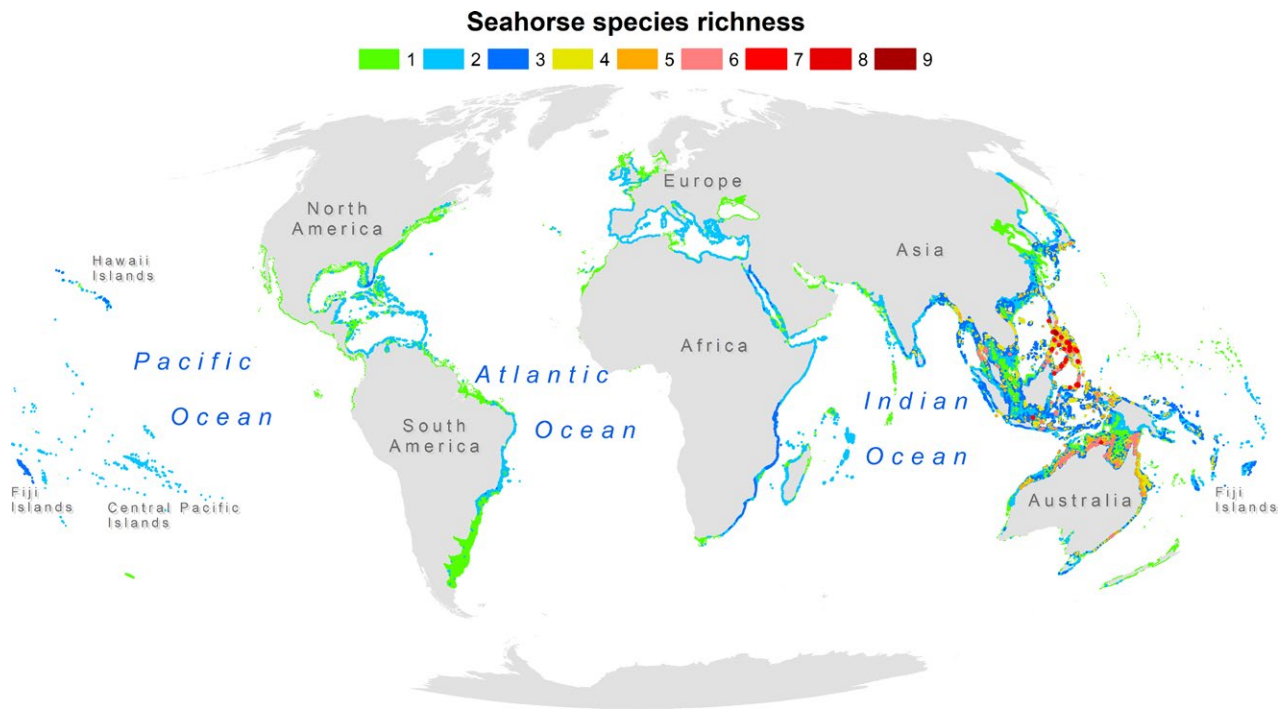 Seahorse species richness
1 2 3 4 5 6 7 8 9
North
America
Europe
Asia
Hawaii
Islands
Africa
Pacific
Ocean
Atlantic
Ocean
South
America
Indian
Ocean
Australia
Fiji
Islands
Central Pacific
Islands
Fiji
Islands